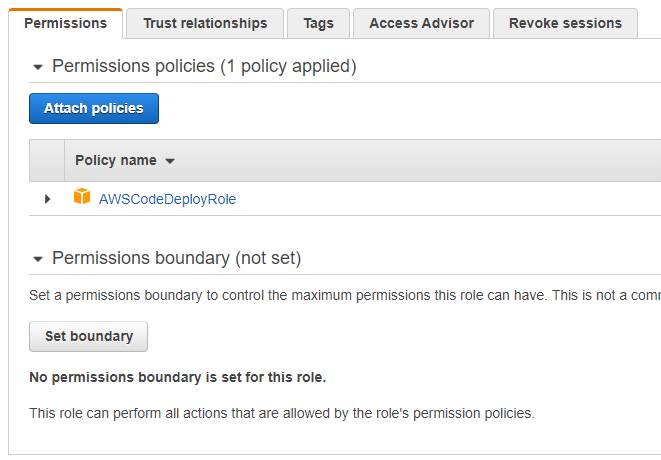 Permissions Trust relationships Tags Access Advisor Revoke sessions
Permissions policies (1 policy applied)
Attach policies
Policy name
AWSCodeDeployRole
Permissions boundary (not set)
Set a permissions boundary to control the maximum permissions this role can have. This is not a com
Set boundary
No permissions boundary is set for this role.
This role can perform all actions that are allowed by the role's permission policies.